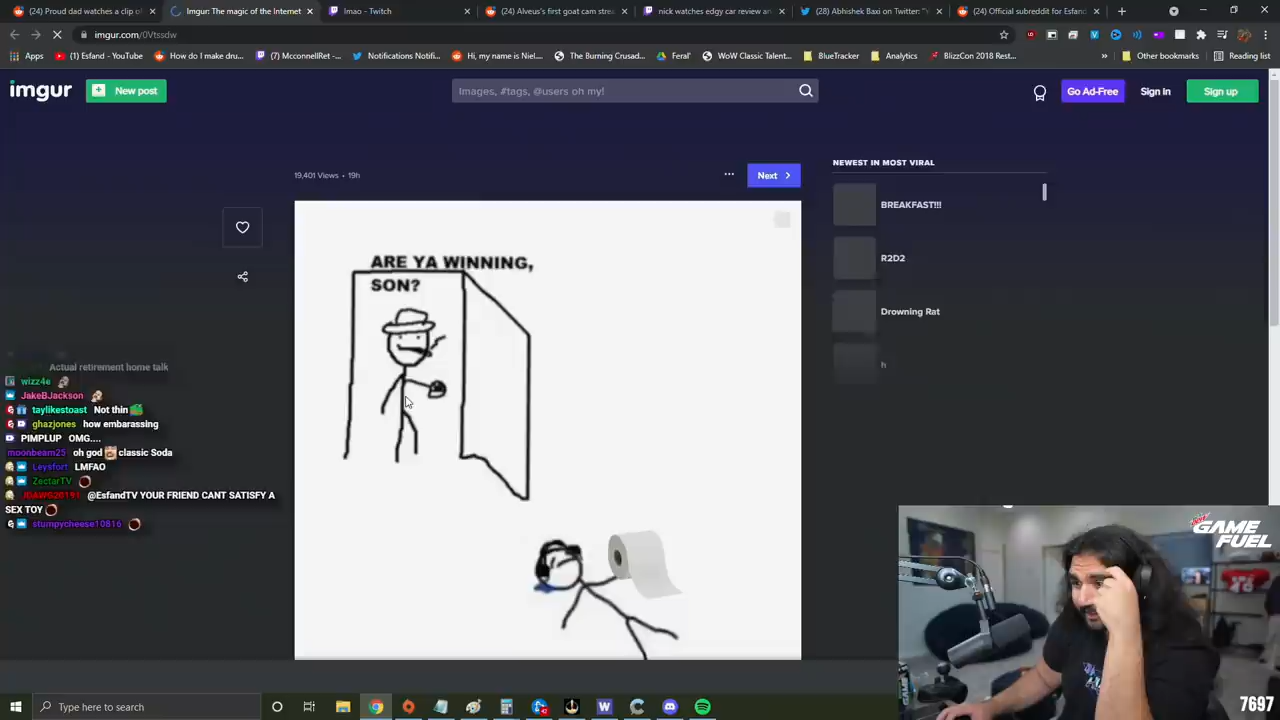 (24) Proud dad watches a clip of
Imgur: The magic of the Internet
lmao - Twitch
(24) Alveus's first goat cam strea
nick watches edgy car review an
(28) Abhishek Baxi on Twitter: "
(24) Official subreddit for Esfand
imgur.com/0Vtssdw
Apps
(1) Esfand - YouTube
How do I make dru...
(7) McconnellRet - ...
Notifications Notifi...
Hi, my name is Niel...
The Burning Crusad...
Feral'
WoW Classic Talent...
BlueTracker
Analytics
BlizzCon 2018 Rest...
Other bookmarks
Reading list
imgur
New post
Images, #tags, @users oh my!
Go Ad-Free
Sign in
Sign up
19,401 Views • 19h
Next
NEWEST IN MOST VIRAL
BREAKFAST!!!
R2D2
Drowning Rat
h
ARE YA WINNING,
SON?
Actual retirement home talk
wizz4e
JakeBJackson
taylikestoast Not thin
ghazjones how embarassing
PIMPLUP OMG....
moonbeam25 oh god classic Soda
Leysfort LMFAO
ZectarTV
JDAWG20191 @EsfandTV YOUR FRIEND CANT SATISFY A
SEX TOY
stumpycheese10816
GAME
FUEL
Type here to search
7697